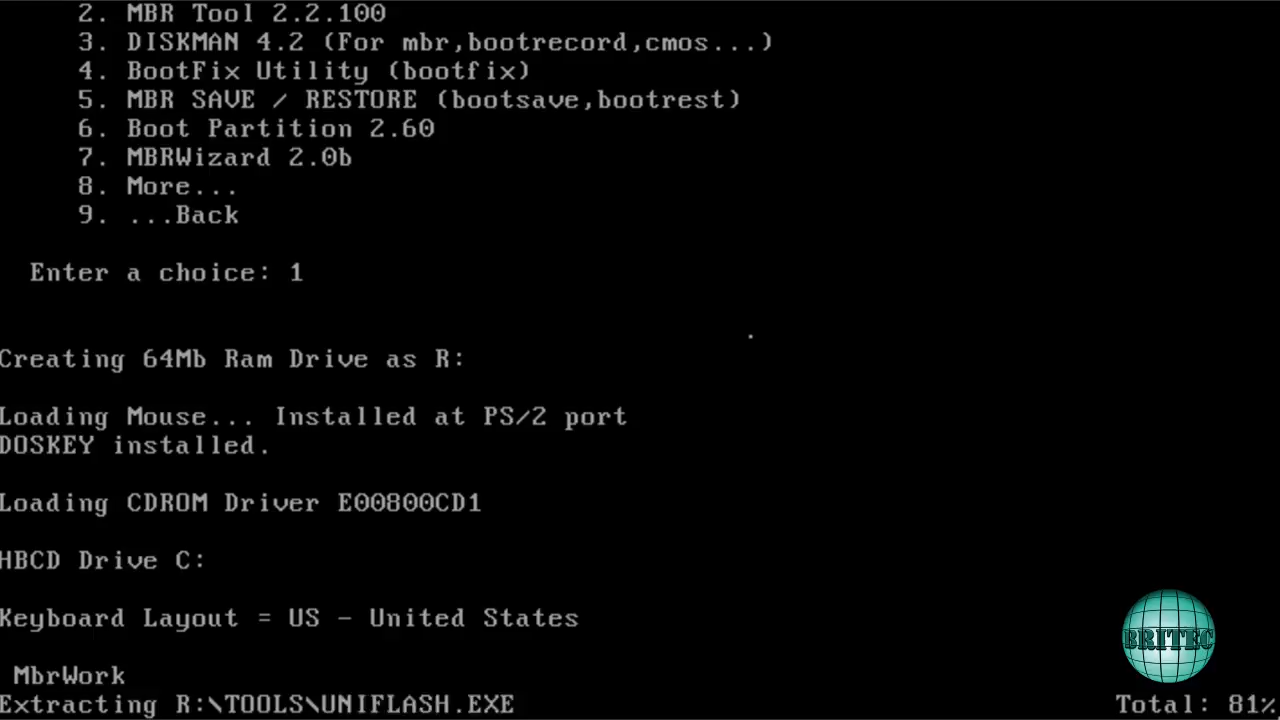 2. MBR Tool 2.2.100
3. DISKMAN 4.2 (For mbr,bootrecord,cmos...)
4. BootFix Utility (bootfix)
5. MBR SAVE / RESTORE (bootsave,bootrest)
6. Boot Partition 2.60
7. MBRWizard 2.0b
8. More...
9. ...Back
Enter a choice: 1
Creating 64Mb Ram Drive as R:
Loading Mouse... Installed at PS/2 port
DOSKEY installed.
Loading CDROM Driver E00800CD1
HBCD Drive C:
Keyboard Layout = US - United States
BRITEC
MbrWork
Extracting R:\TOOLS\UNIFLASH.EXE Total: 81%